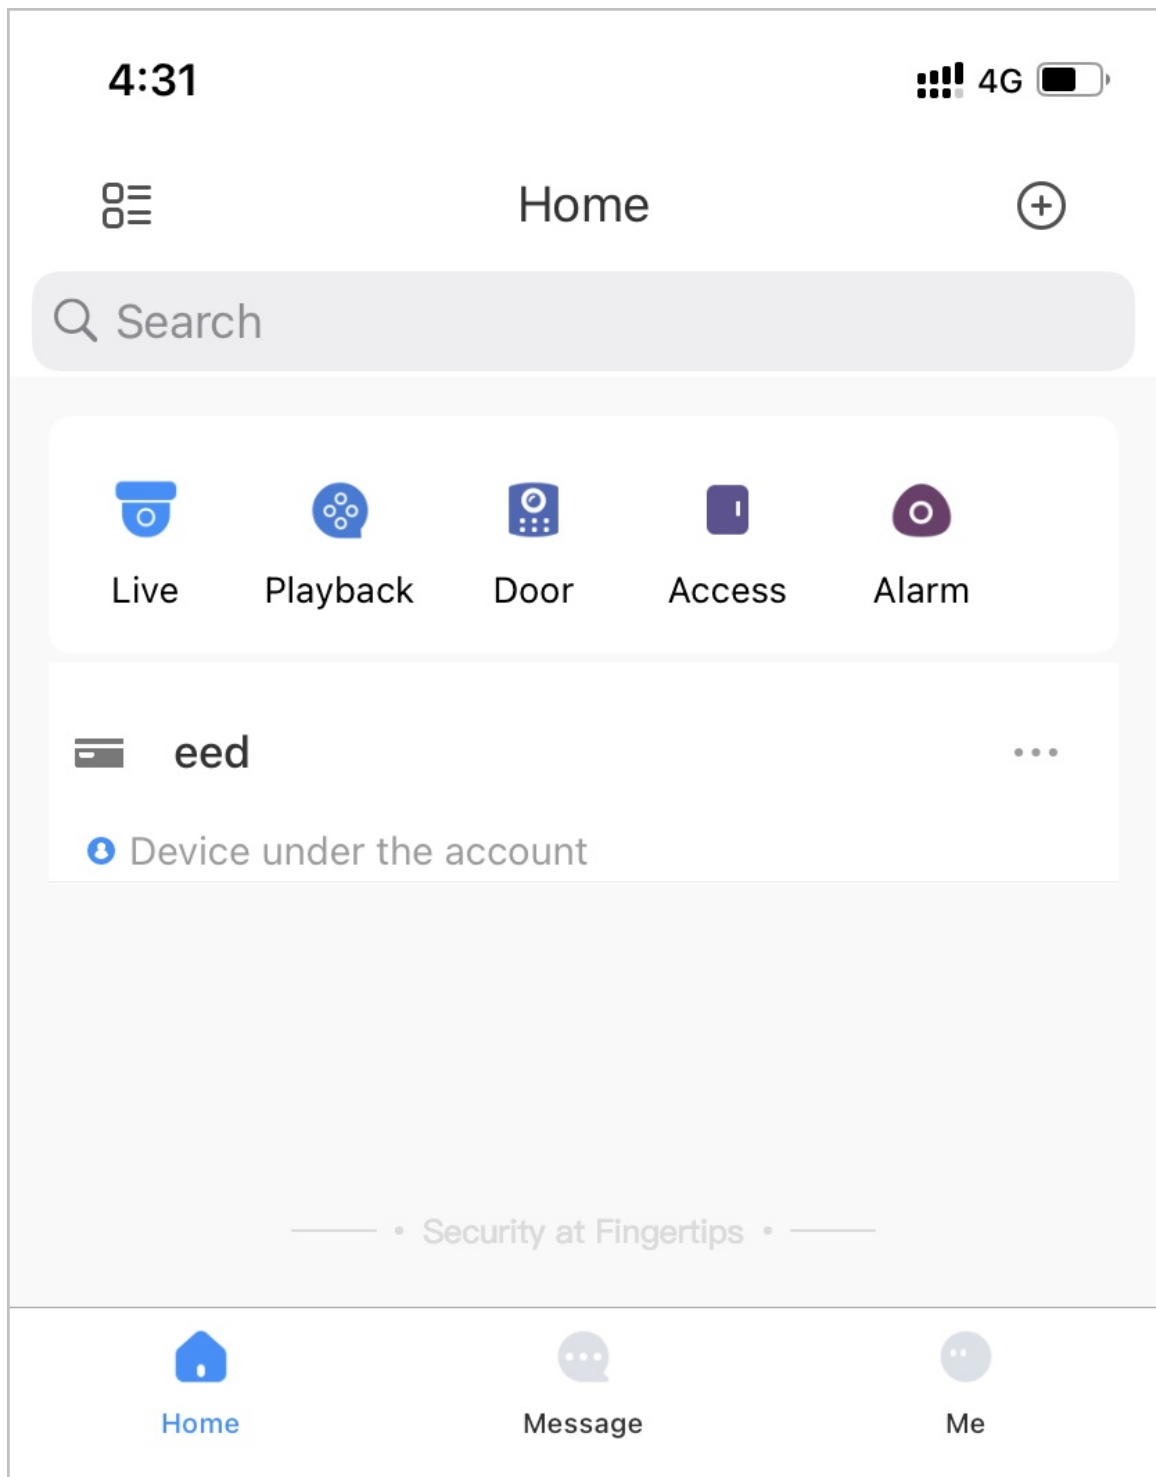 4:31 4G
Home
Search
Live Playback Door Access Alarm
eed
Device under the account
Security at Fingertips
Home Message Me